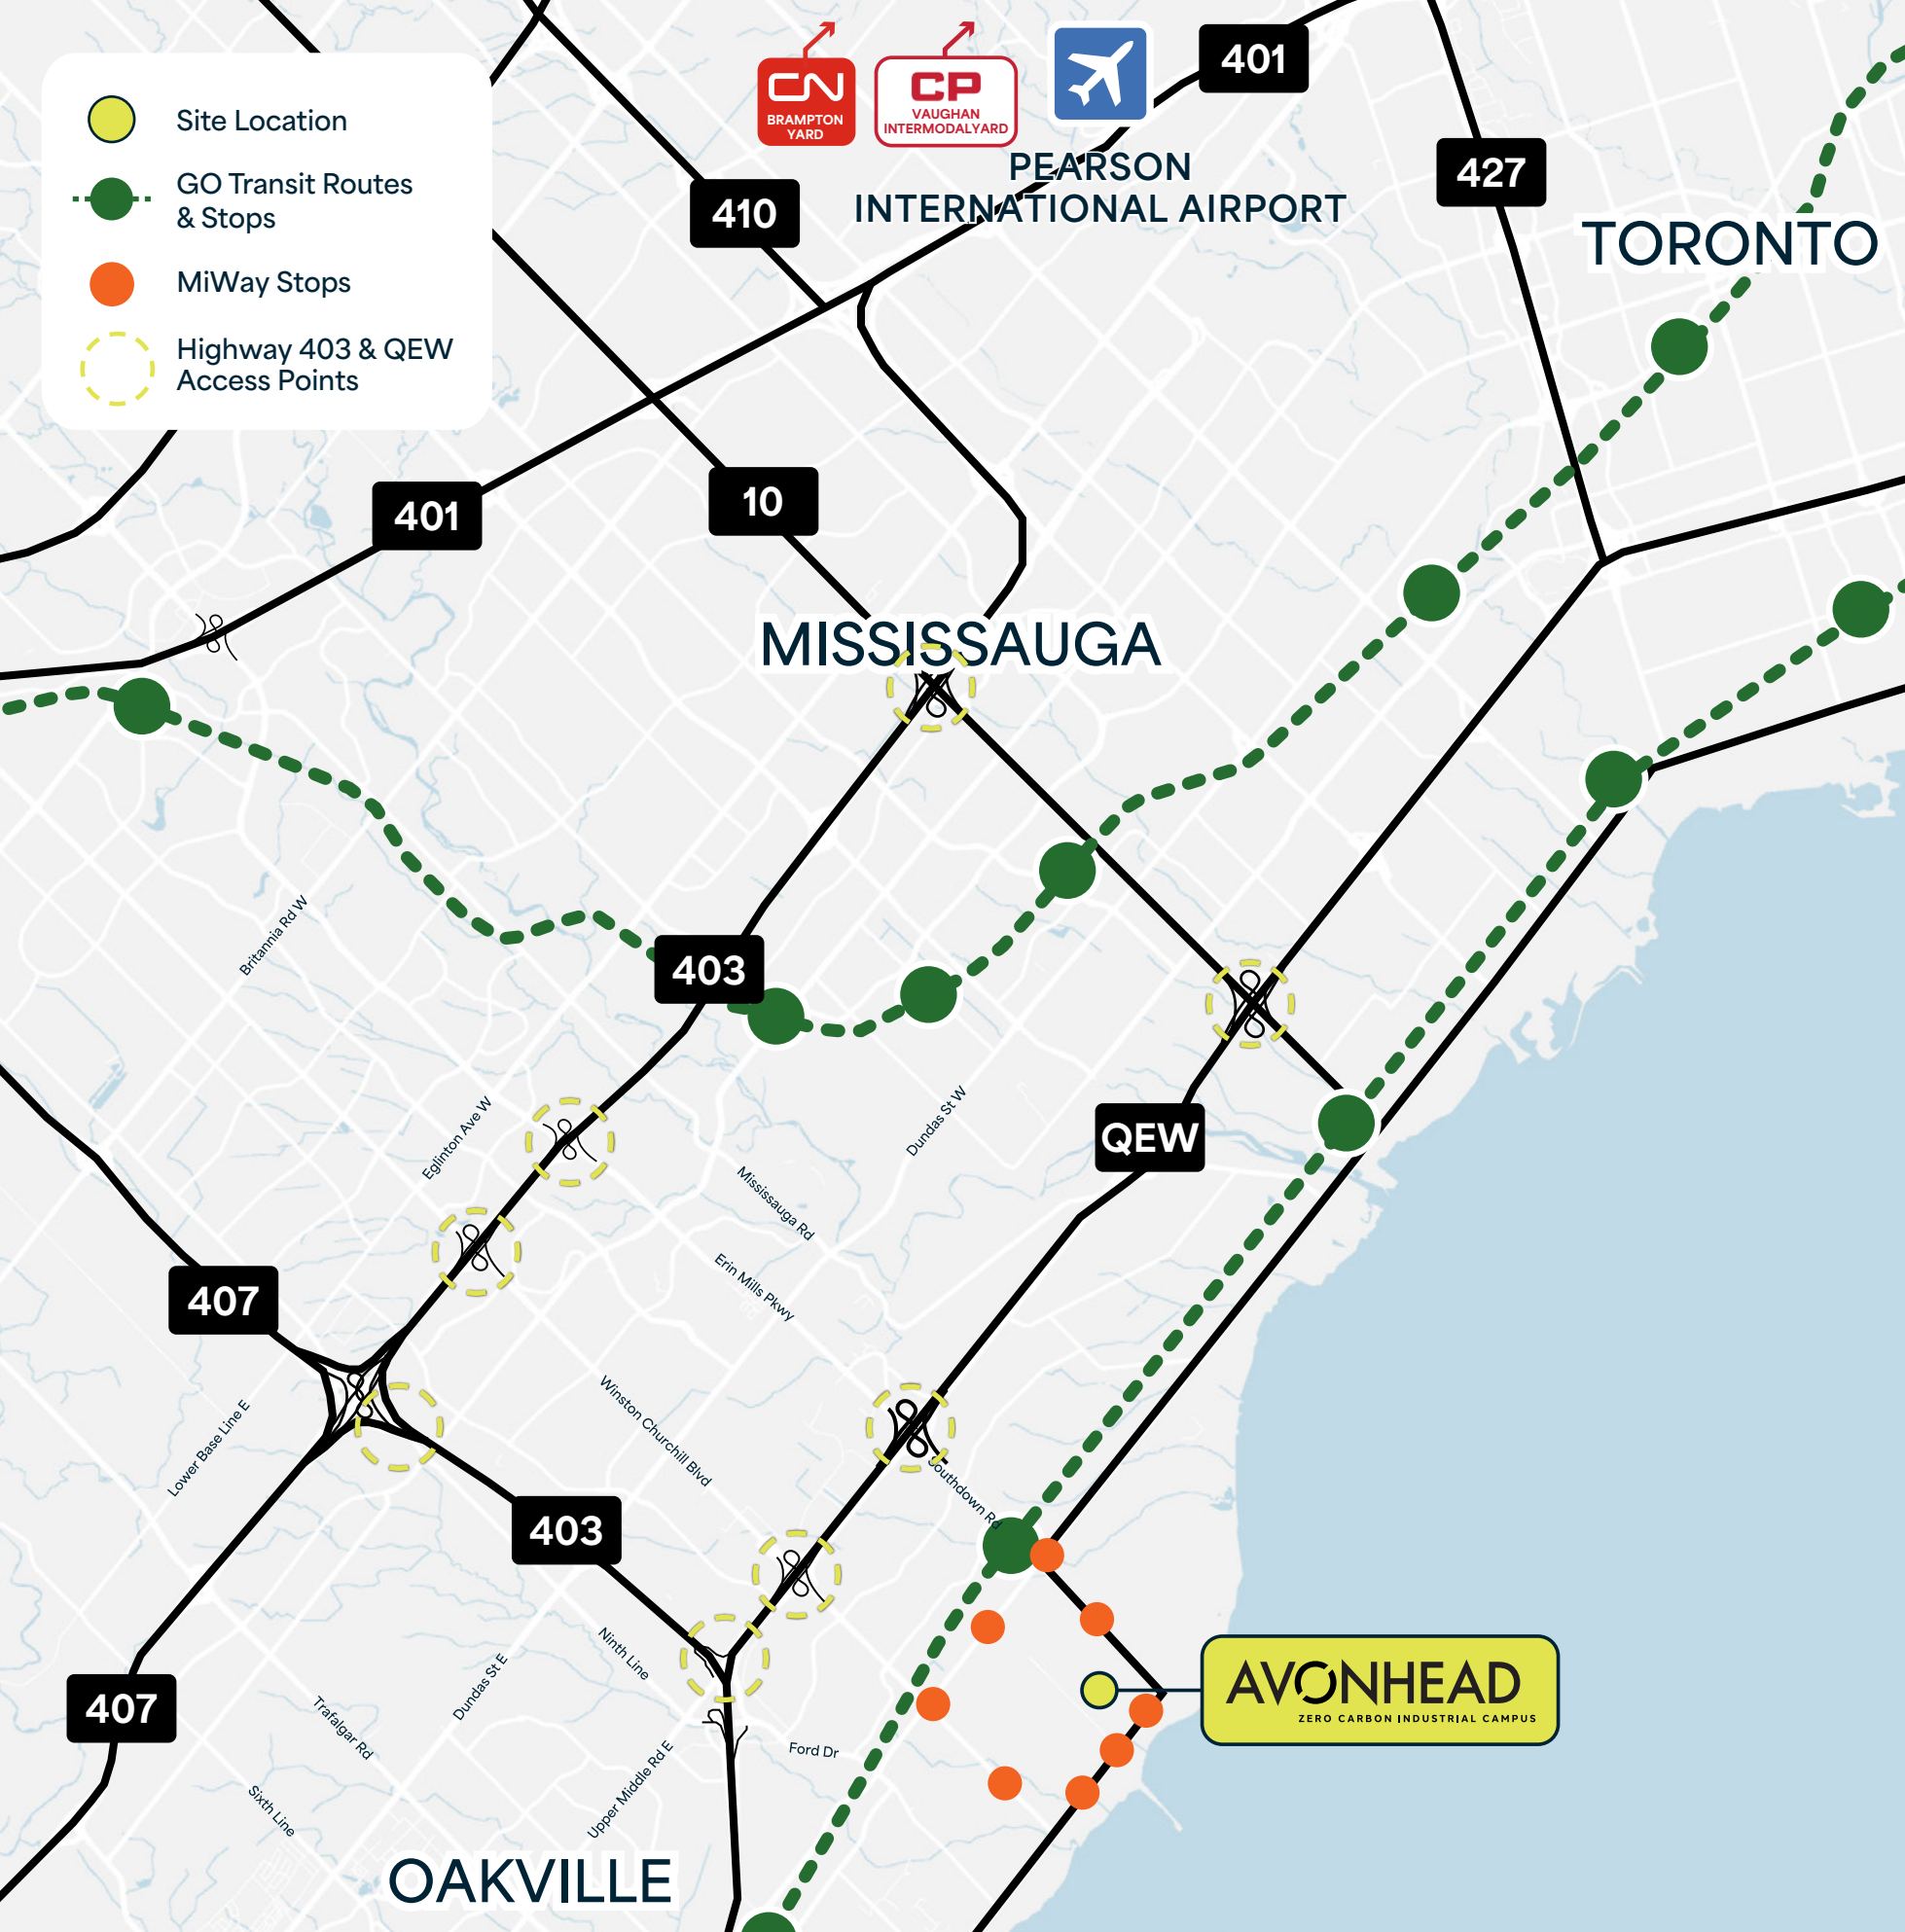 Site Location
GO Transit Routes
& Stops
MiWay Stops
Highway 403 & QEW
Access Points
CN
BRAMPTON
YARD
CP
VAUGHAN
INTERMODALYARD
401
PEARSON
INTERNATIONAL AIRPORT
427
410
TORONTO
401
10
MISSISSAUGA
Britannia Rd W
403
Eglinton Ave W
Dundas St W
QEW
Mississauga Rd
Erin Mills Pkwy
407
Lower Base Line E
Winston Churchill Blvd
Southdown Rd
403
Ninth Line
Dundas St E
407
Trafalgar Rd
AVONHEAD
ZERO CARBON INDUSTRIAL CAMPUS
Ford Dr
Upper Middle Rd E
Sixth Line
OAKVILLE